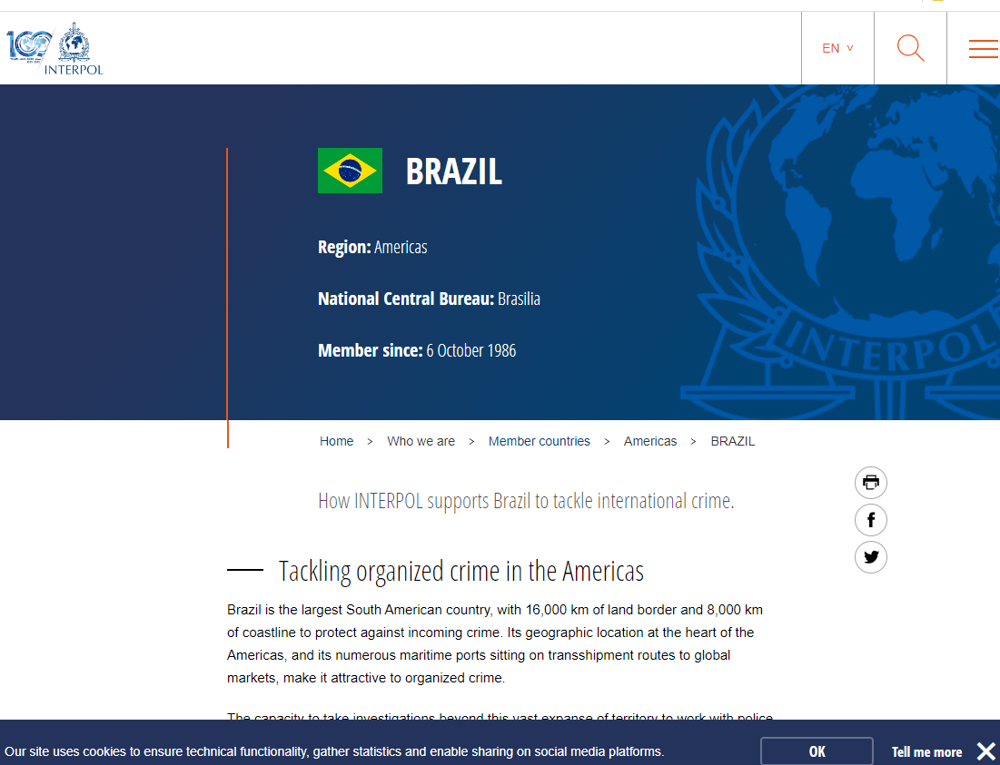 100
INTERPOL
EN
BRAZIL
Region: Americas
National Central Bureau: Brasilia
Member since: 6 October 1986
INTERPOL
Home > Who we are > Member countries > Americas > BRAZIL
How INTERPOL supports Brazil to tackle international crime.
Tackling organized crime in the Americas
Brazil is the largest South American country, with 16,000 km of land border and 8,000 km
of coastline to protect against incoming crime. Its geographic location at the heart of the
Americas, and its numerous maritime ports sitting on transshipment routes to global
markets, make it attractive to organized crime.
The capacity to take investigations beyond this vast expanse of territory to work with police
Our site uses cookies to ensure technical functionality, gather statistics and enable sharing on social media platforms.
OK
Tell me more